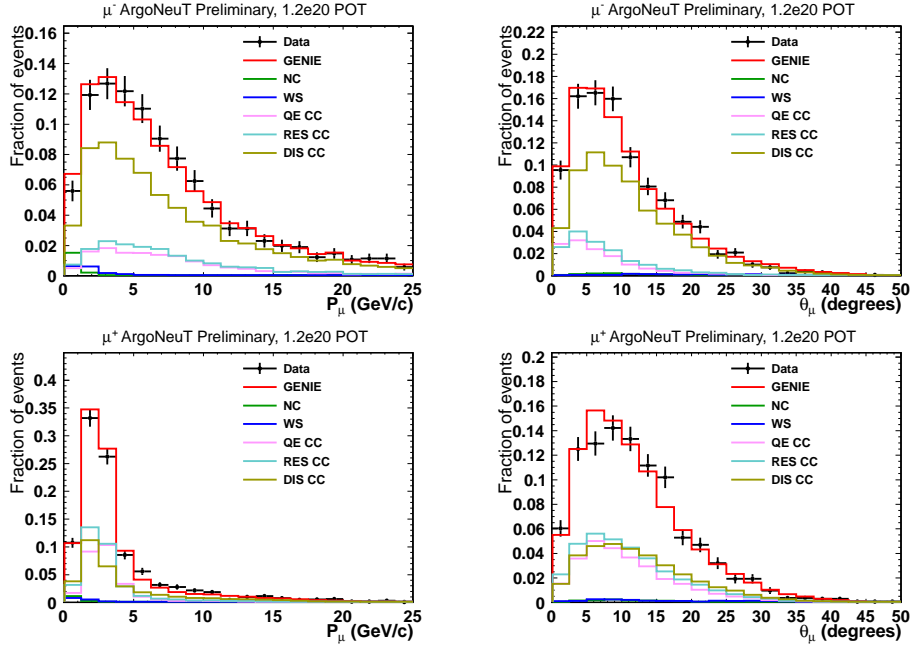 μ⁻ ArgoNeuT Preliminary, 1.2e20 POT
Fraction of events
0.16
0.14
0.12
0.1
0.08
0.06
0.04
0.02
0
Data
GENIE
NC
WS
QE CC
RES CC
DIS CC
0 5 10 15 20 25
P_μ (GeV/c)
μ⁻ ArgoNeuT Preliminary, 1.2e20 POT
Fraction of events
0.22
0.2
0.18
0.16
0.14
0.12
0.1
0.08
0.06
0.04
0.02
0
Data
GENIE
NC
WS
QE CC
RES CC
DIS CC
0 5 10 15 20 25 30 35 40 45 50
θ_μ (degrees)
μ⁺ ArgoNeuT Preliminary, 1.2e20 POT
Fraction of events
0.4
0.35
0.3
0.25
0.2
0.15
0.1
0.05
0
Data
GENIE
NC
WS
QE CC
RES CC
DIS CC
0 5 10 15 20 25
P_μ (GeV/c)
μ⁺ ArgoNeuT Preliminary, 1.2e20 POT
Fraction of events
0.2
0.18
0.16
0.14
0.12
0.1
0.08
0.06
0.04
0.02
0
Data
GENIE
NC
WS
QE CC
RES CC
DIS CC
0 5 10 15 20 25 30 35 40 45 50
θ_μ (degrees)